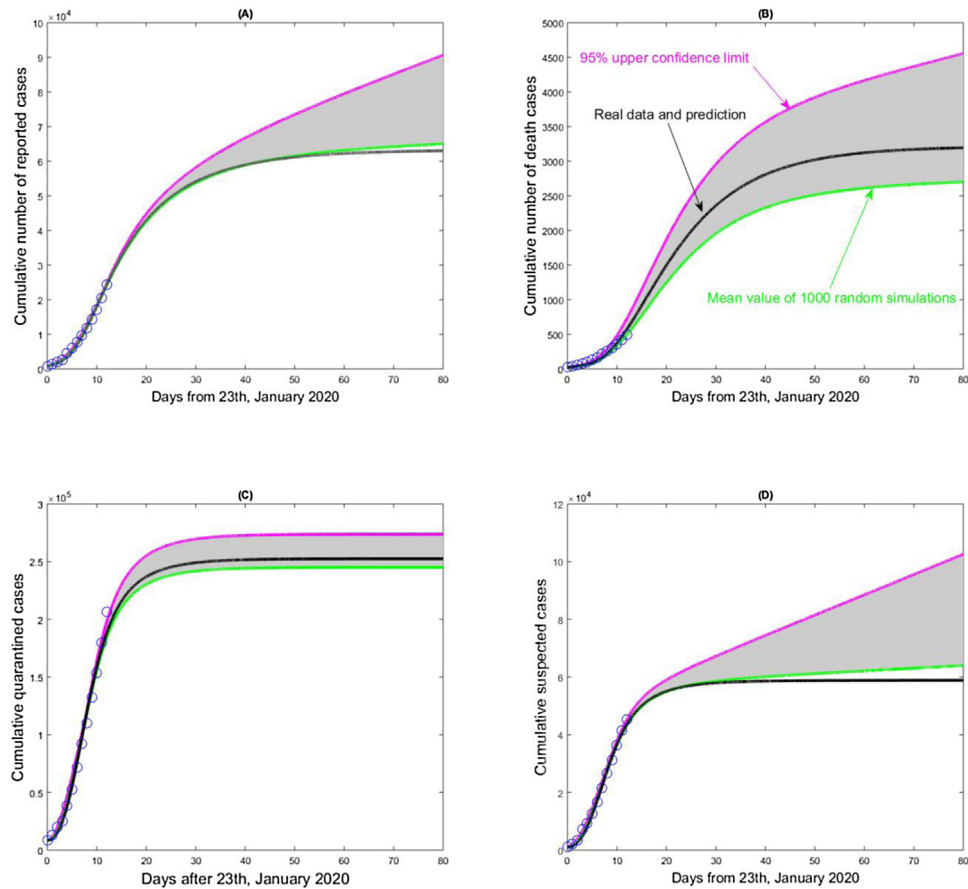 (A)
× 10^4
10
9
8
7
6
5
4
3
2
1
0
0 10 20 30 40 50 60 70 80
Cumulative number of reported cases
Days from 23th, January 2020
(B)
5000
4500
4000
3500
3000
2500
2000
1500
1000
500
0
0 10 20 30 40 50 60 70 80
Cumulative number of death cases
Days from 23th, January 2020
95% upper confidence limit
Real data and prediction
Mean value of 1000 random simulations
(C)
× 10^5
3
2.5
2
1.5
1
0.5
0
0 10 20 30 40 50 60 70 80
Cumulative quarantined cases
Days after 23th, January 2020
(D)
× 10^4
12
10
8
6
4
2
0
0 10 20 30 40 50 60 70 80
Cumulative suspected cases
Days from 23th, January 2020